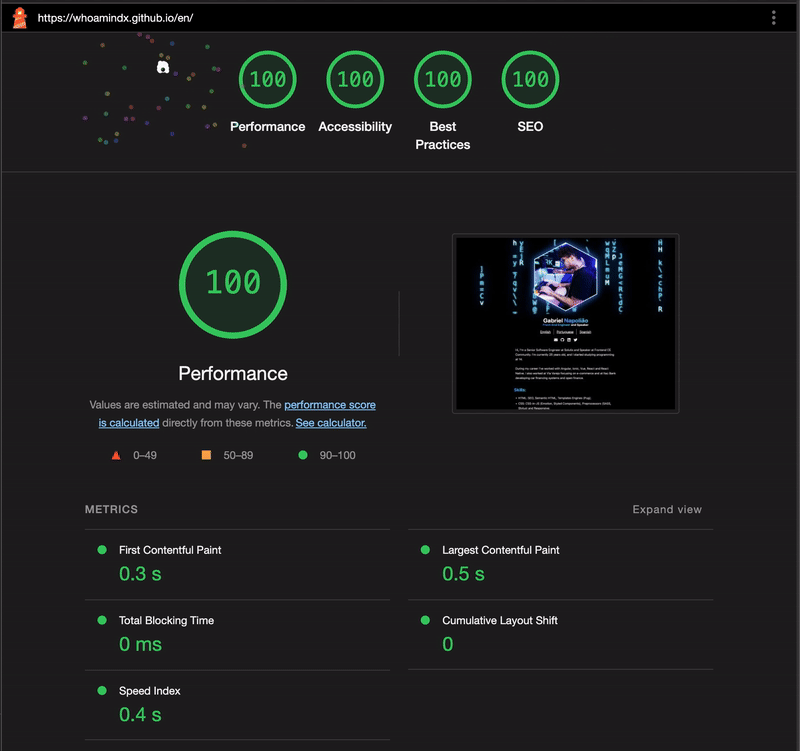 https://whoamindx.github.io/en/
100
100
100
100
Performance
Accessibility
Best
Practices
SEO
100
Performance
Values are estimated and may vary. The performance score
is calculated directly from these metrics. See calculator.
0–49
50–89
90–100
Gabriel Napolião
METRICS
Expand view
First Contentful Paint
0.3 s
Largest Contentful Paint
0.5 s
Total Blocking Time
0 ms
Cumulative Layout Shift
0
Speed Index
0.4 s